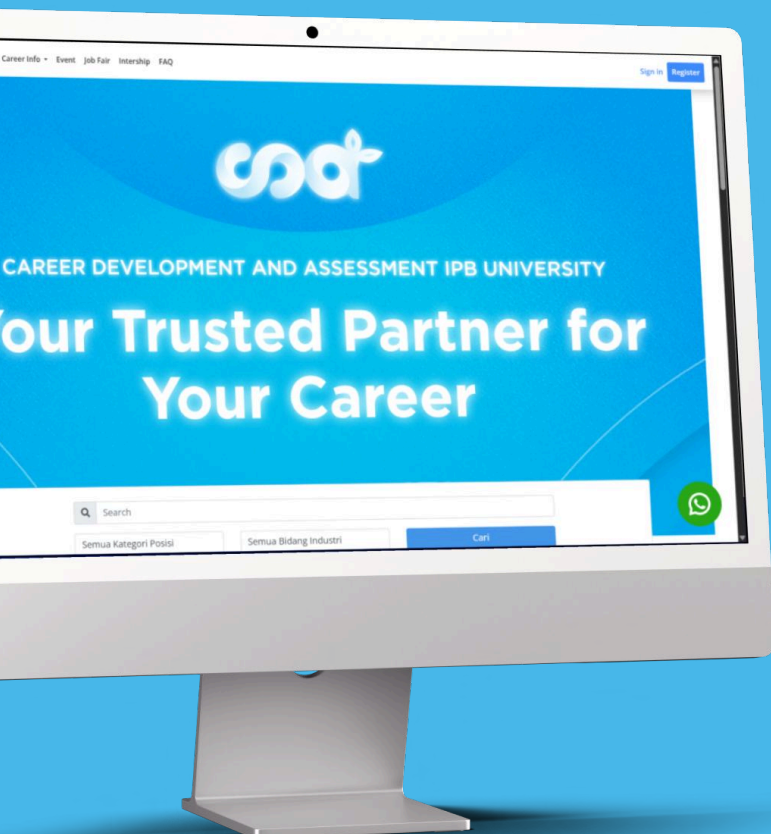 Career Info Event Job Fair Intership FAQ
Sign in Register
cda
CAREER DEVELOPMENT AND ASSESSMENT IPB UNIVERSITY
our Trusted Partner for
Your Career
Search
Semua Kategori Posisi Semua Bidang Industri Cari